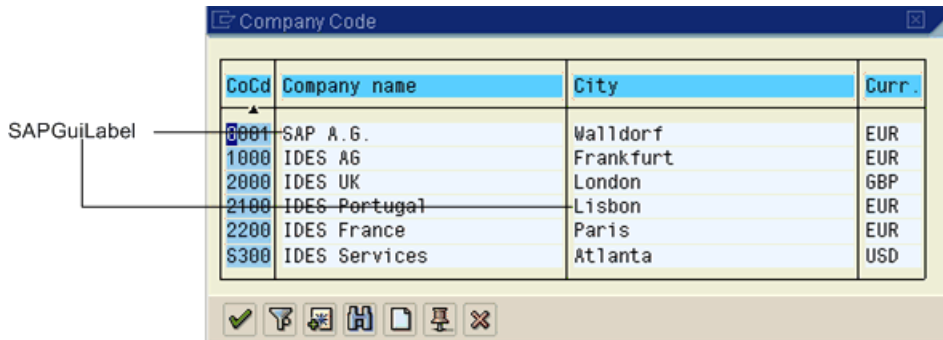 Company Code
CoCd Company name City Curr.
0001 SAP A.G. Walldorf EUR
SAPGuiLabel
1000 IDES AG Frankfurt EUR
2000 IDES UK London GBP
2100 IDES Portugal Lisbon EUR
2200 IDES France Paris EUR
S300 IDES Services Atlanta USD